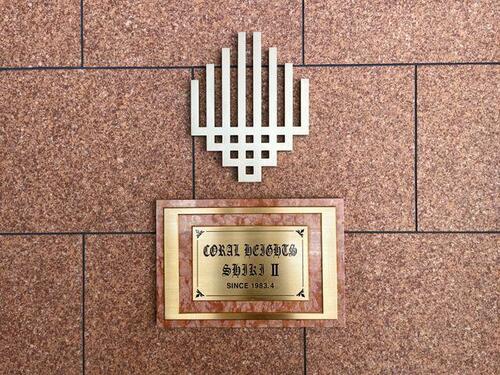 CORAL HEIGHTS
SHIKI II
SINCE 1983.4